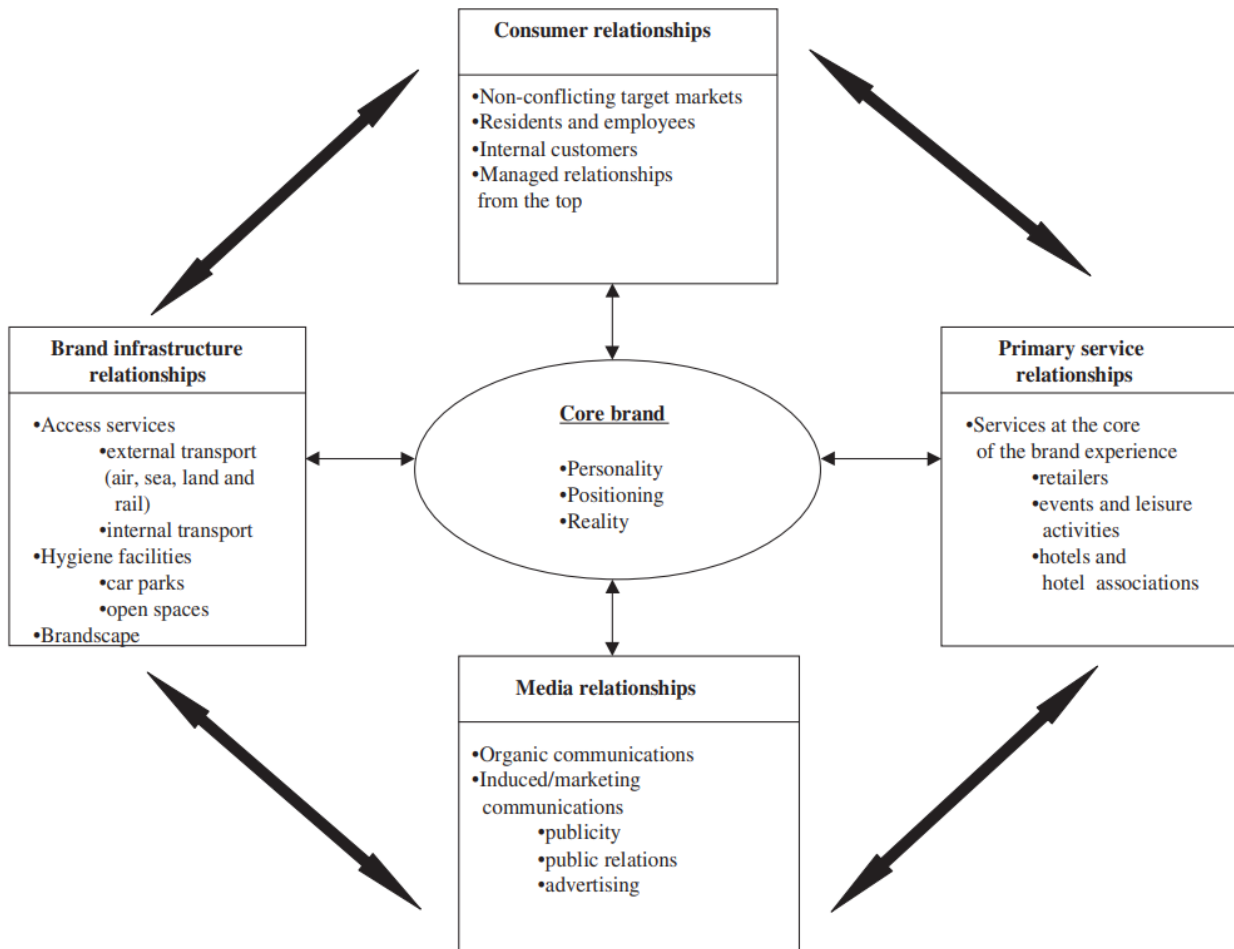 Consumer relationships
•Non-conflicting target markets
•Residents and employees
•Internal customers
•Managed relationships
from the top
Brand infrastructure
relationships
•Access services
•external transport
(air, sea, land and
rail)
•internal transport
•Hygiene facilities
•car parks
•open spaces
•Brandscape
Core brand
•Personality
•Positioning
•Reality
Primary service
relationships
•Services at the core
of the brand experience
•retailers
•events and leisure
activities
•hotels and
hotel associations
Media relationships
•Organic communications
•Induced/marketing
communications
•publicity
•public relations
•advertising